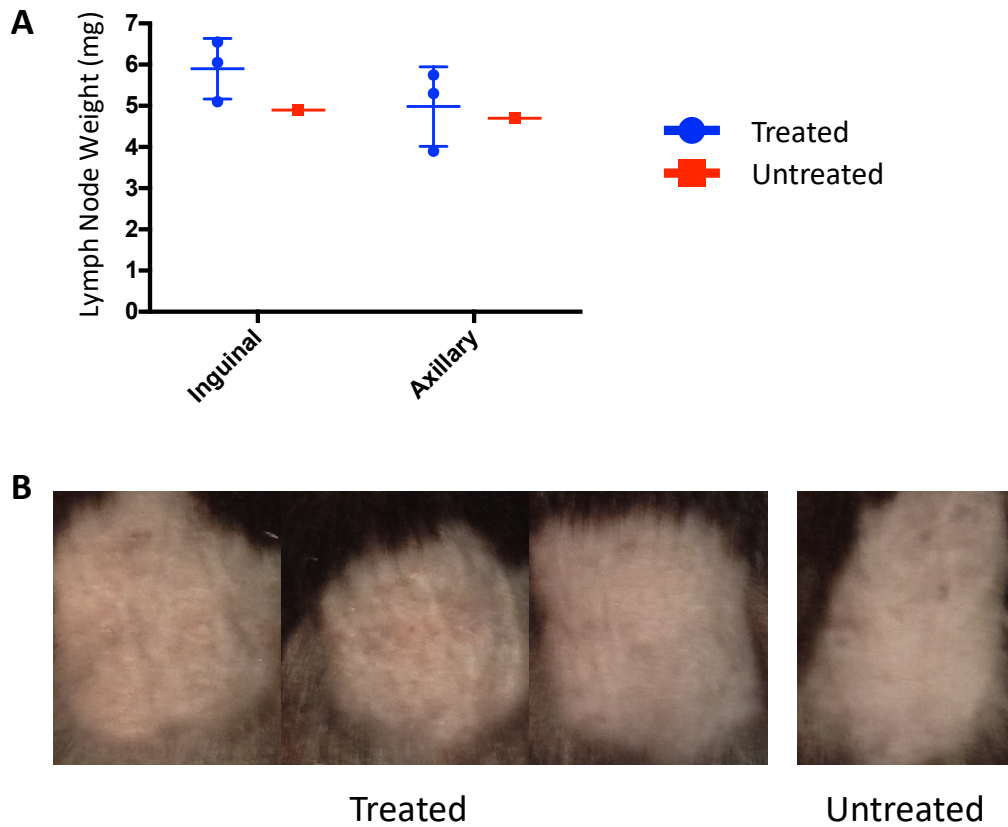 A
Lymph Node Weight (mg)
7
6
5
4
3
2
1
0
Inguinal
Axillary
Treated
Untreated
B
Treated
Untreated